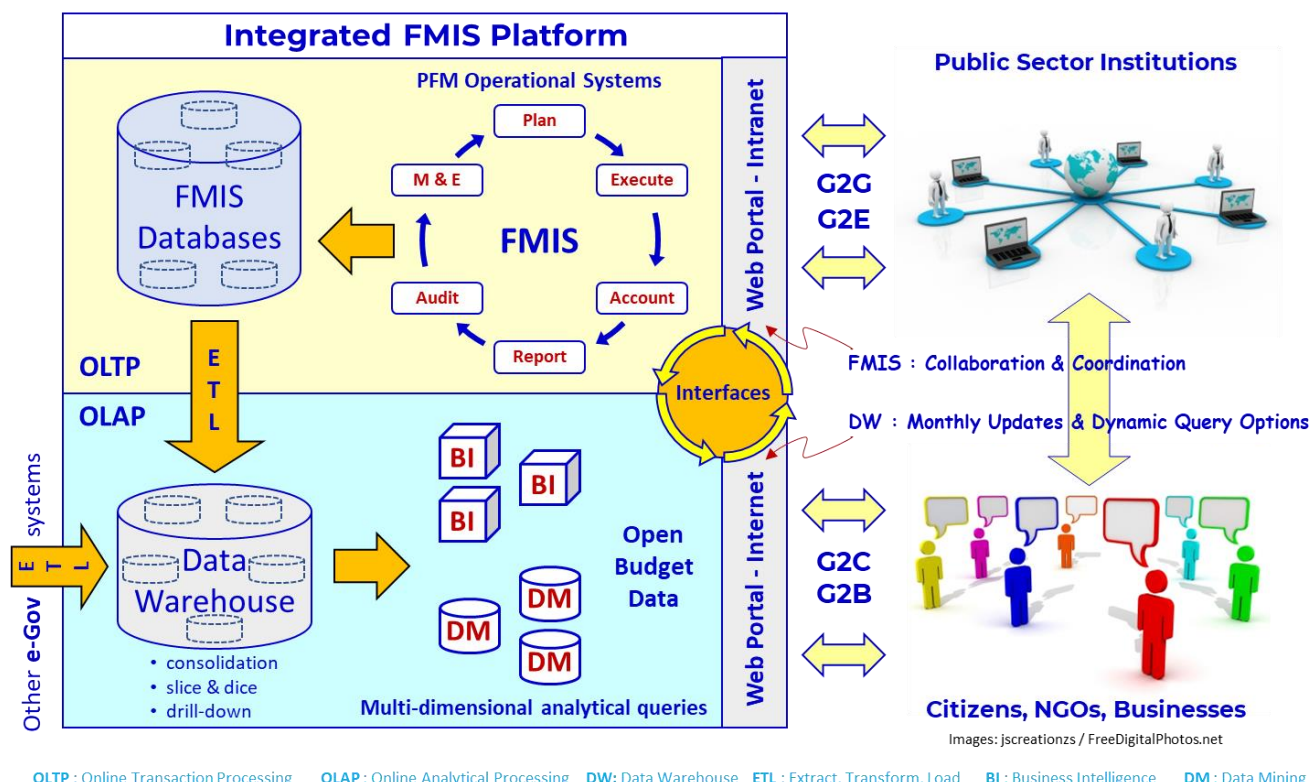 Integrated FMIS Platform
PFM Operational Systems
Plan
Execute
Account
Report
Audit
M & E
FMIS
FMIS
Databases
OLTP
ETL
OLAP
Interfaces
Web Portal - Intranet
Web Portal - Internet
Other e-Gov systems
ETL
Data
Warehouse
• consolidation
• slice & dice
• drill-down
BI
BI
BI
DM
DM
DM
Open
Budget
Data
Multi-dimensional analytical queries
Public Sector Institutions
G2G
G2E
FMIS : Collaboration & Coordination
DW : Monthly Updates & Dynamic Query Options
G2C
G2B
Citizens, NGOs, Businesses
Images: jscreationzs / FreeDigitalPhotos.net
OLTP : Online Transaction Processing OLAP : Online Analytical Processing DW: Data Warehouse ETL : Extract, Transform, Load BI : Business Intelligence DM : Data Mining